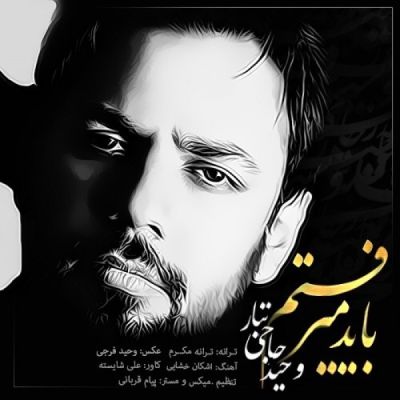 باید میرفتم
وحید حاجی تبار
ترانه: ترانه مکرم  عکس: وحید فرجی
آهنگ: اشکان خشابی  کاور: علی شایسته
تنظیم .میکس و مستر: پیام قربانی